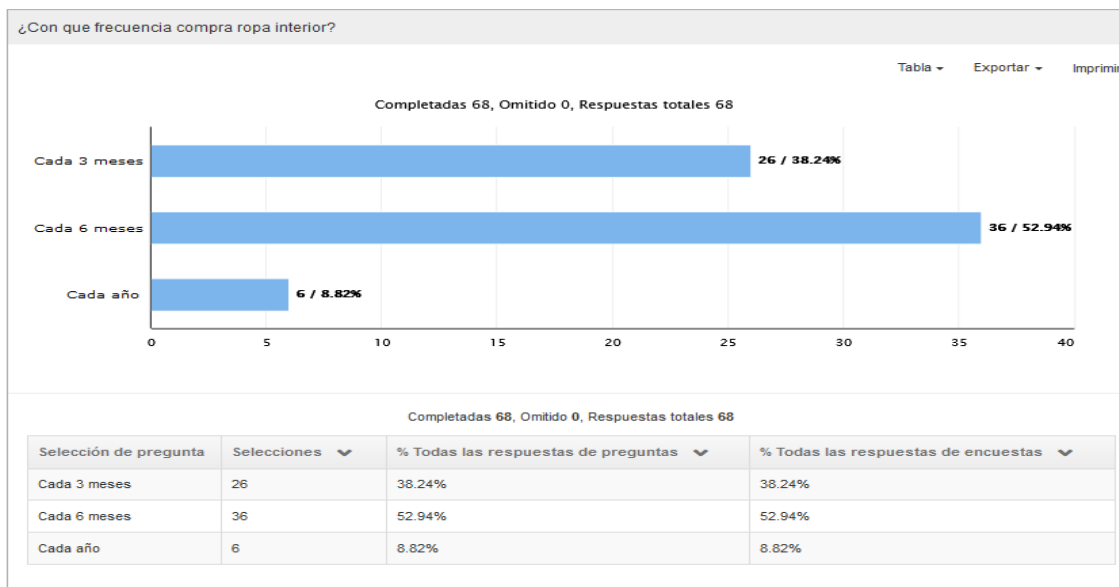 ¿Con que frecuencia compra ropa interior?
Tabla Exportar Imprimir
Completadas 68, Omitido 0, Respuestas totales 68
Cada 3 meses 26 / 38.24%
Cada 6 meses 36 / 52.94%
Cada año 6 / 8.82%
0 5 10 15 20 25 30 35 40
Completadas 68, Omitido 0, Respuestas totales 68
Selección de pregunta Selecciones % Todas las respuestas de preguntas % Todas las respuestas de encuestas
Cada 3 meses 26 38.24% 38.24%
Cada 6 meses 36 52.94% 52.94%
Cada año 6 8.82% 8.82%